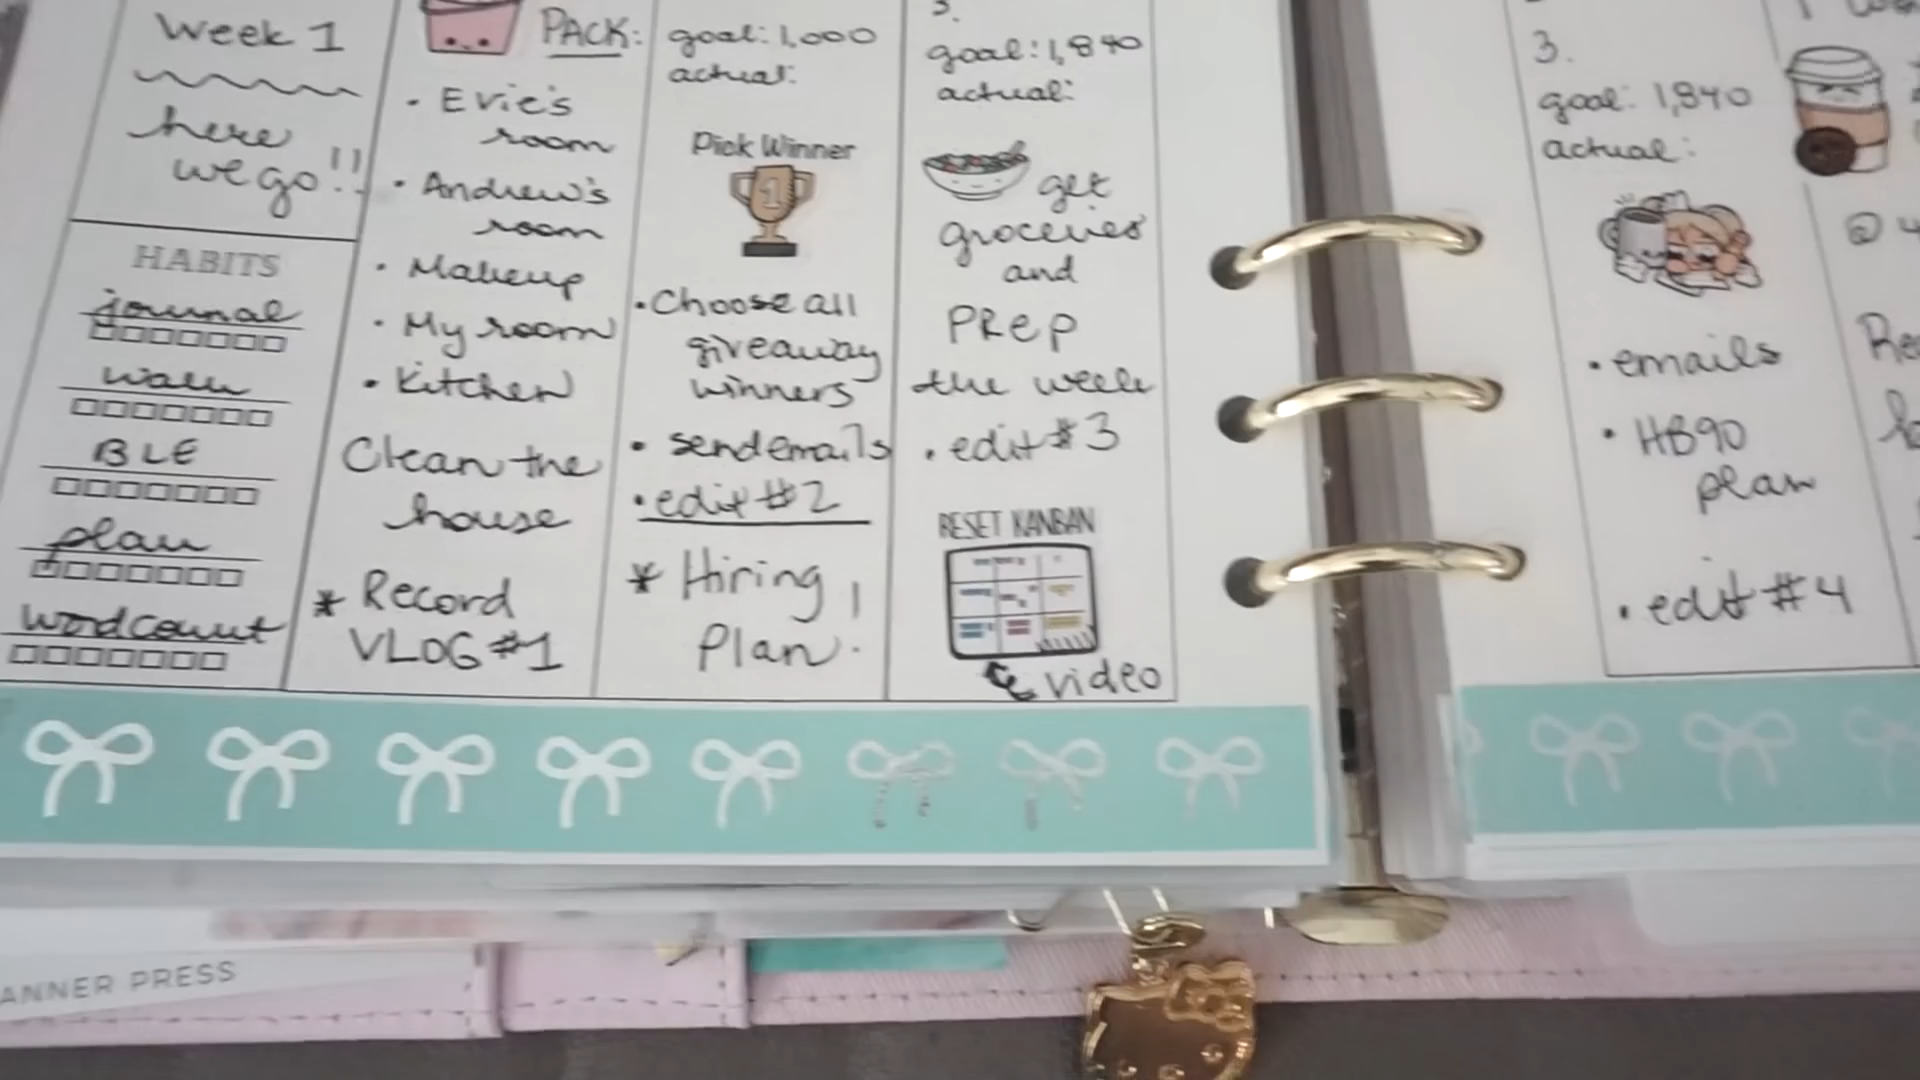 Week 1
here
we go!!
HABITS
journal
walk
BLE
plan
wordcount
PACK:
• Evie's
room
• Andrew's
room
• Makeup
• My room
• Kitchen
Clean the
house
* Record
VLOG #1
goal: 1,000
actual:
Pick Winner
1
• Choose all
giveaway
winners
• send emails
• edit #2
* Hiring
Plan!
3.
goal: 1,840
actual:
get
groceries
and
PREP
the week
• edit #3
RESET KANBAN
& video
3.
goal: 1,840
actual:
• emails
• HB90
plan
• edit #4
@
ANNER PRESS